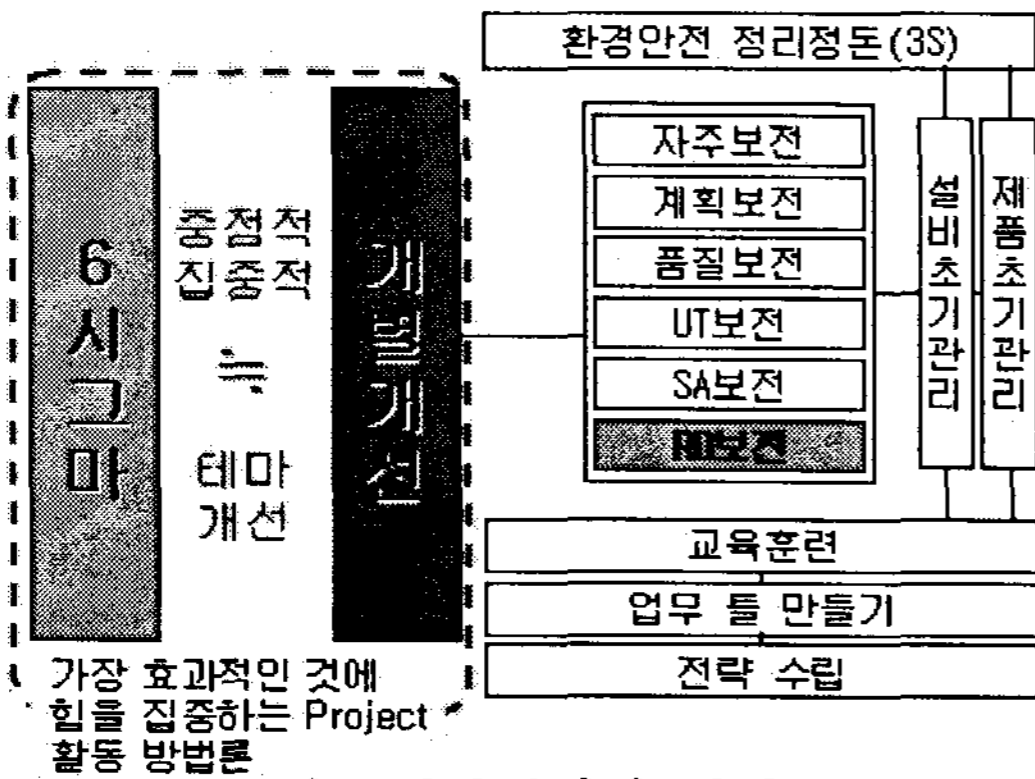 환경안전 정리정돈(3S)
6시그마
중점적
집중적
≒
테마
개선
개별개선
가장 효과적인 것에
힘을 집중하는 Project
활동 방법론
자주보전
계획보전
품질보전
UT보전
SA보전
RD보전
설비초기관리
제품초기관리
교육훈련
업무 틀 만들기
전략 수립